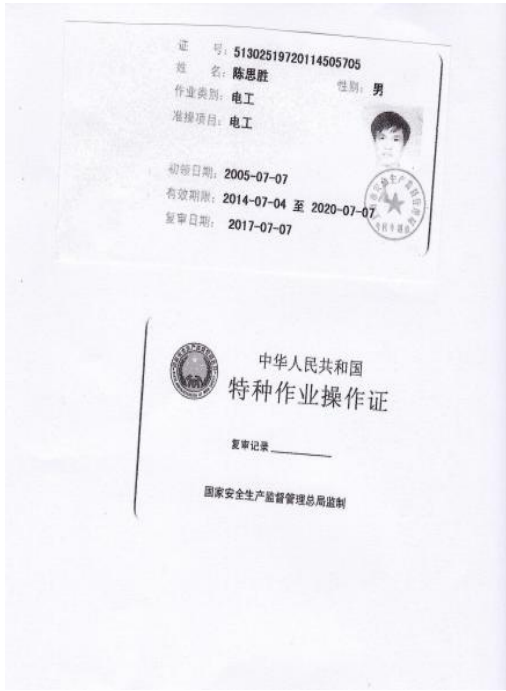 证 号: 51302519720114505705
姓 名: 陈思胜 性别: 男
作业类别: 电工
准操项目: 电工
初领日期: 2005-07-07
有效期限: 2014-07-04 至 2020-07-07
复审日期: 2017-07-07
中华人民共和国
特种作业操作证
复审记录
国家安全生产监督管理总局监制